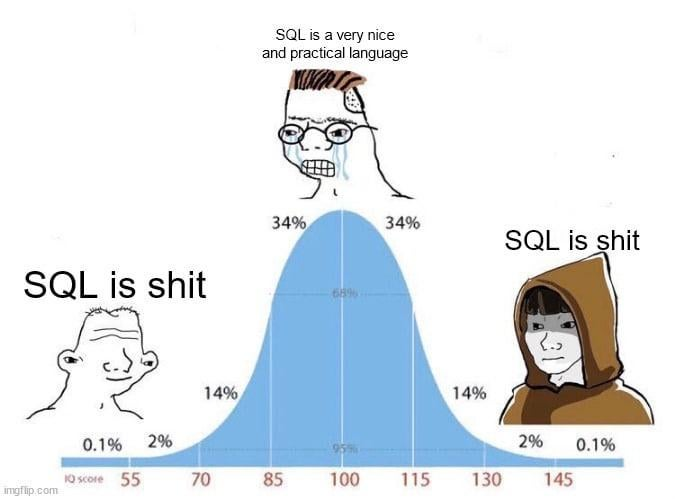 SQL is a very nice
and practical language
34% 34%
SQL is shit
SQL is shit
68%
14% 14%
0.1% 2% 95% 2% 0.1%
IQ score 55 70 85 100 115 130 145
imgflip.com